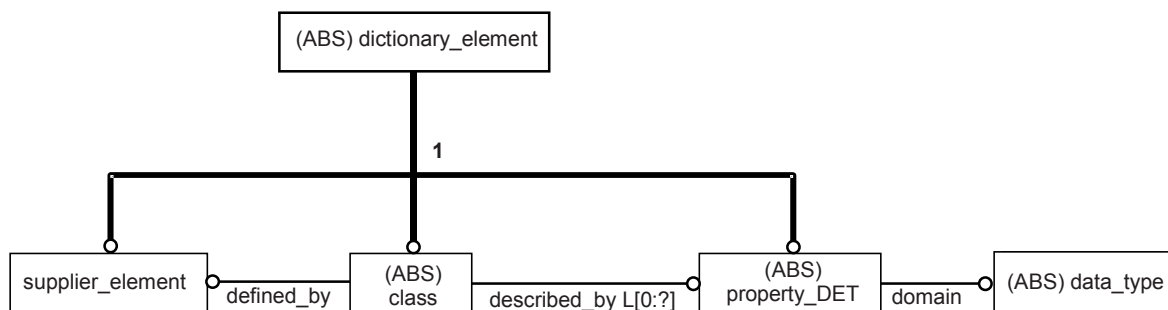 (ABS) dictionary_element
1
supplier_element
defined_by
(ABS)
class
described_by L[0:?]
(ABS)
property_DET
domain
(ABS) data_type